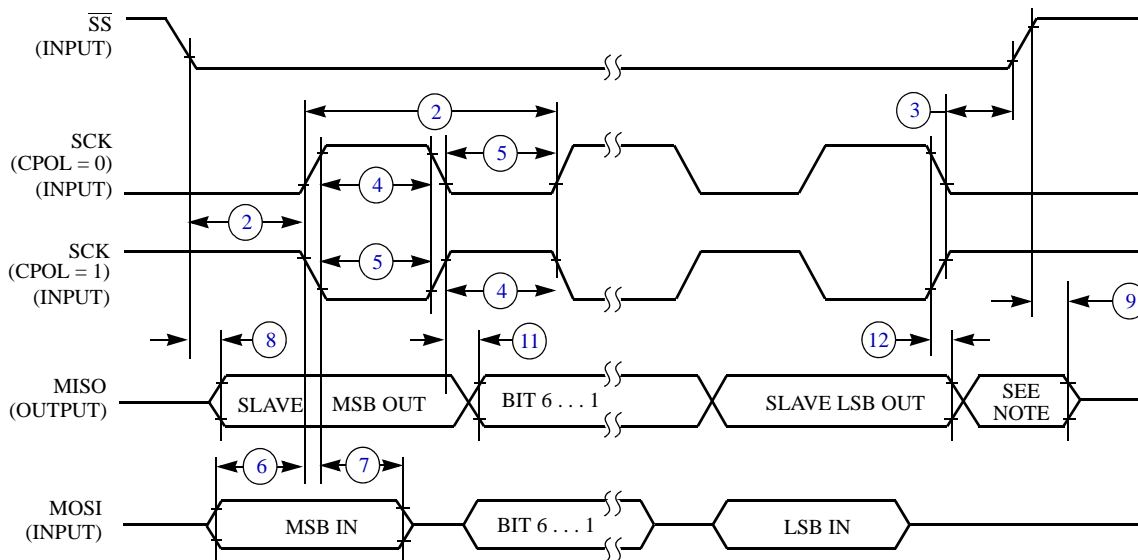 SS
(INPUT)
2
3
SCK
(CPOL = 0)
(INPUT)
5
4
2
SCK
(CPOL = 1)
(INPUT)
5
4
9
8
11
12
MISO
(OUTPUT)
SLAVE MSB OUT
BIT 6 . . . 1
SLAVE LSB OUT
SEE
NOTE
6
7
MOSI
(INPUT)
MSB IN
BIT 6 . . . 1
LSB IN